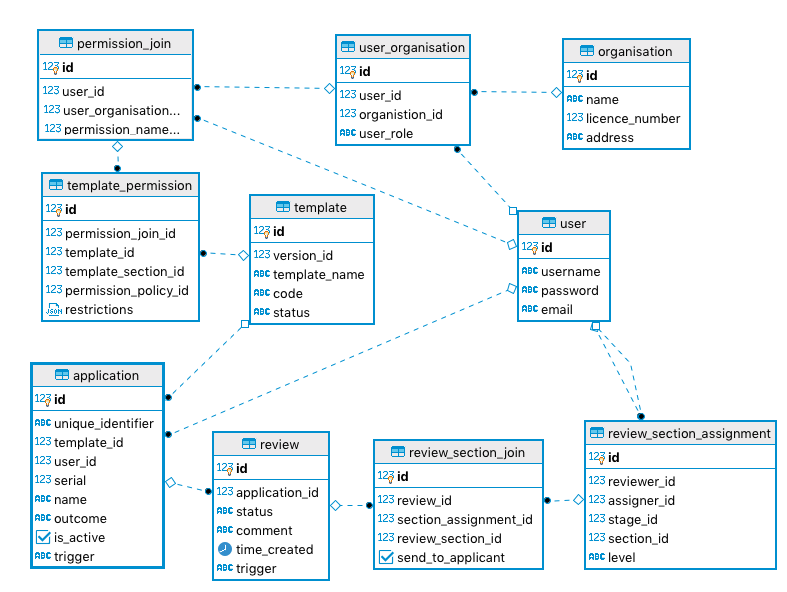 permission_join
123 id
123 user_id
123 user_organisation...
123 permission_name...
user_organisation
123 id
123 user_id
123 organistion_id
ABC user_role
organisation
123 id
ABC name
123 licence_number
ABC address
template_permission
123 id
123 permission_join_id
123 template_id
123 template_section_id
123 permission_policy_id
JSON restrictions
template
123 id
123 version_id
ABC template_name
ABC code
ABC status
user
123 id
ABC username
ABC password
ABC email
application
123 id
ABC unique_identifier
123 template_id
123 user_id
123 serial
ABC name
ABC outcome
is_active
ABC trigger
review
123 id
123 application_id
ABC status
ABC comment
time_created
ABC trigger
review_section_join
123 id
123 review_id
123 section_assignment_id
123 review_section_id
send_to_applicant
review_section_assignment
123 id
123 reviewer_id
123 assigner_id
123 stage_id
123 section_id
ABC level